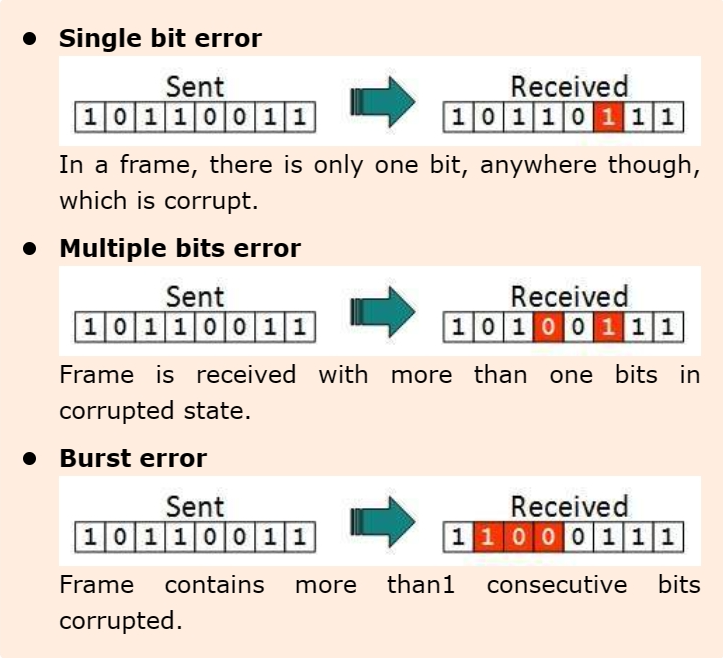 ● Single bit error
Sent Received
1 0 1 1 0 0 1 1 1 0 1 1 0 1 1 1
In a frame, there is only one bit, anywhere though,
which is corrupt.
● Multiple bits error
Sent Received
1 0 1 1 0 0 1 1 1 0 1 0 0 1 1 1
Frame is received with more than one bits in
corrupted state.
● Burst error
Sent Received
1 0 1 1 0 0 1 1 1 1 0 0 0 1 1 1
Frame contains more than1 consecutive bits
corrupted.